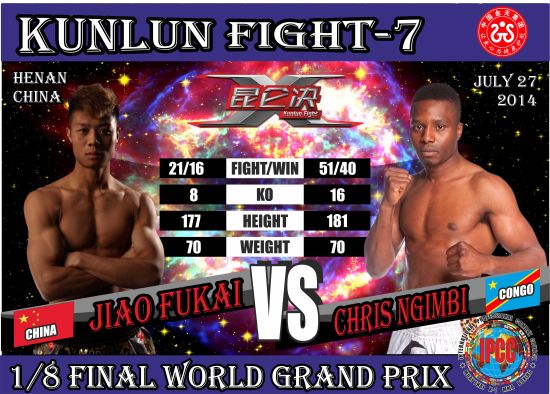 KUNLUN FIGHT-7
HENAN
CHINA
JULY 27
2014
昆仑决
Kunlun Fight
21/16 FIGHT/WIN 51/40
8 KO 16
177 HEIGHT 181
70 WEIGHT 70
JIAO FUKAI VS CHRIS NGIMBI
CHINA
CONGO
JPCC
1/8 FINAL WORLD GRAND PRIX